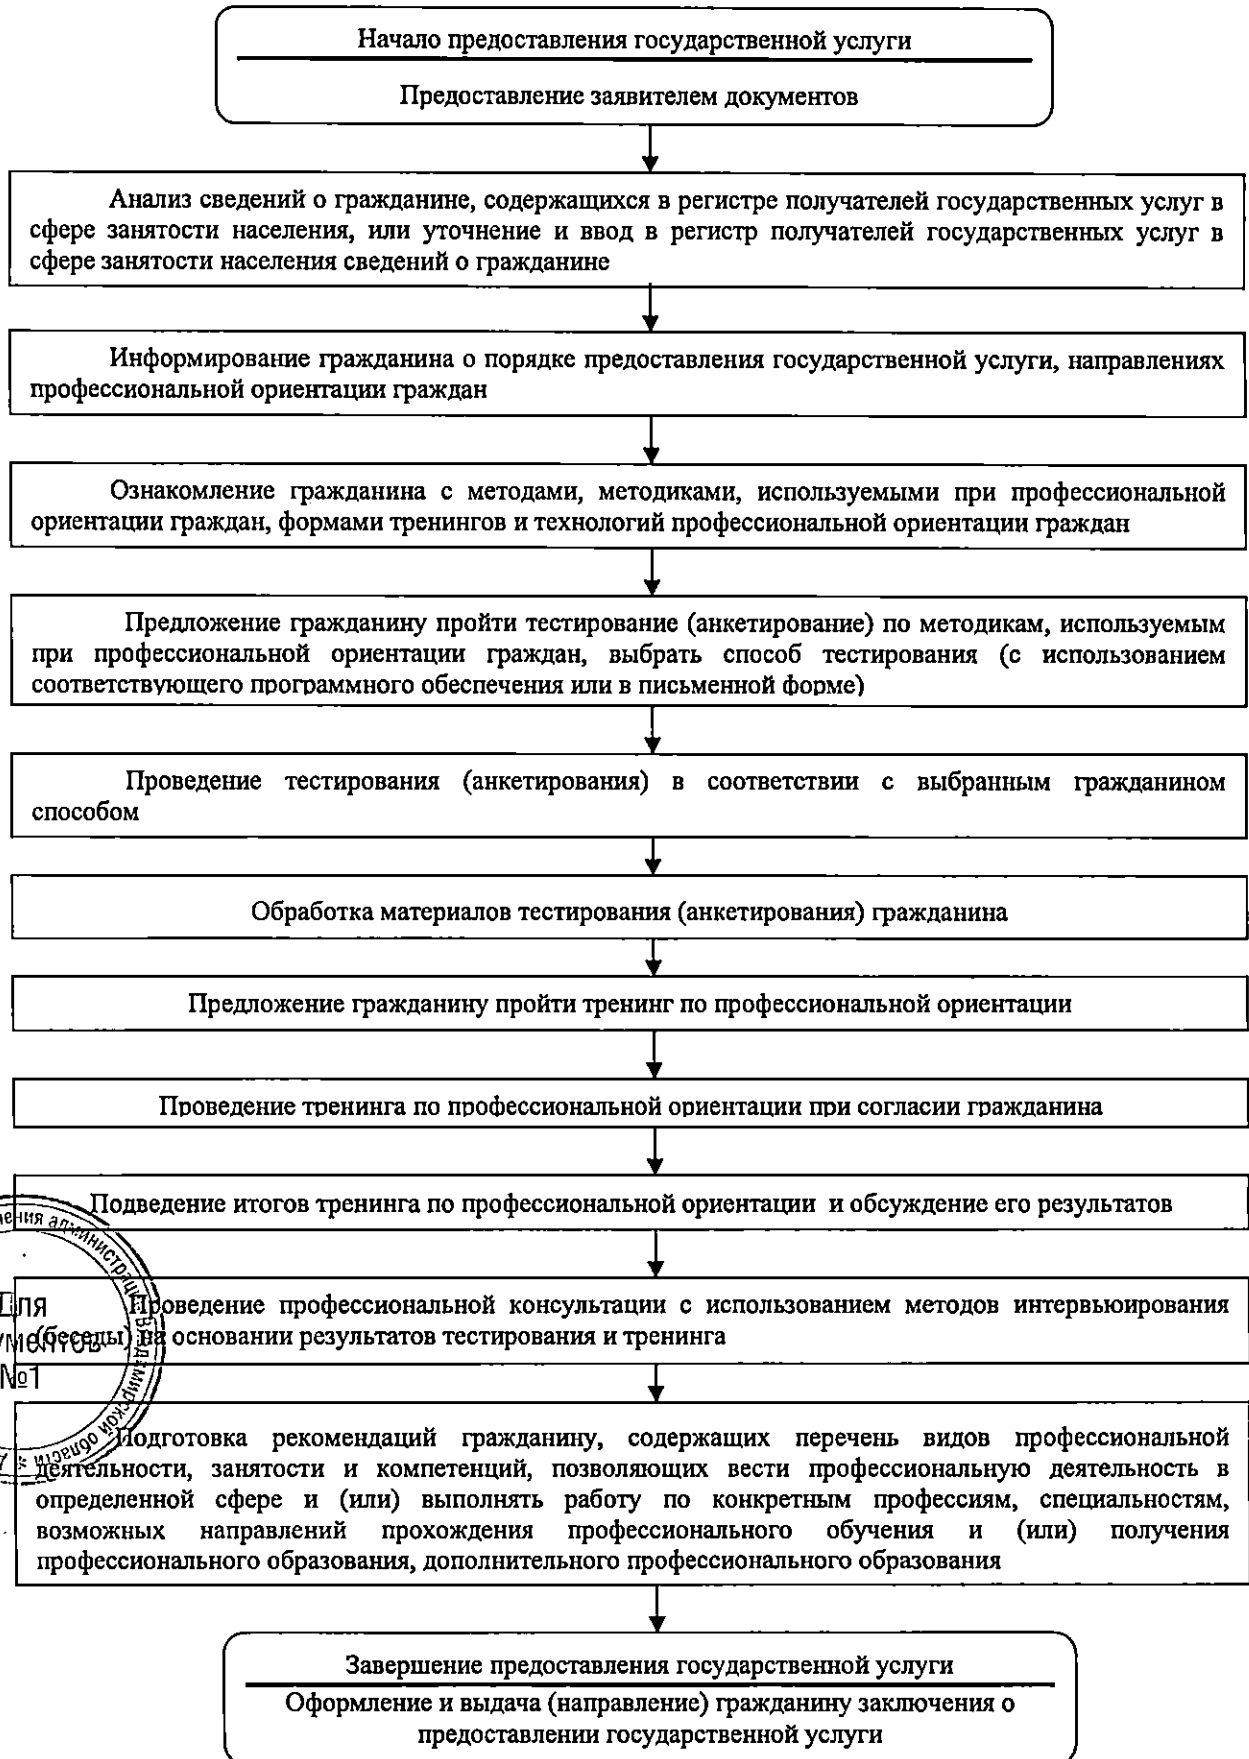 Начало предоставления государственной услуги
Предоставление заявителем документов
Анализ сведений о гражданине, содержащихся в регистре получателей государственных услуг в
сфере занятости населения, или уточнение и ввод в регистр получателей государственных услуг в
сфере занятости населения сведений о гражданине
Информирование гражданина о порядке предоставления государственной услуги, направлениях
профессиональной ориентации граждан
Ознакомление гражданина с методами, методиками, используемыми при профессиональной
ориентации граждан, формами тренингов и технологий профессиональной ориентации граждан
Предложение гражданину пройти тестирование (анкетирование) по методикам, используемым
при профессиональной ориентации граждан, выбрать способ тестирования (с использованием
соответствующего программного обеспечения или в письменной форме)
Проведение тестирования (анкетирования) в соответствии с выбранным гражданином
способом
Обработка материалов тестирования (анкетирования) гражданина
Предложение гражданину пройти тренинг по профессиональной ориентации
Проведение тренинга по профессиональной ориентации при согласии гражданина
Подведение итогов тренинга по профессиональной ориентации и обсуждение его результатов
Проведение профессиональной консультации с использованием методов интервьюирования
(беседы) на основании результатов тестирования и тренинга
Для
№1
области
Подготовка рекомендаций гражданину, содержащих перечень видов профессиональной
деятельности, занятости и компетенций, позволяющих вести профессиональную деятельность в
определенной сфере и (или) выполнять работу по конкретным профессиям, специальностям,
возможных направлений прохождения профессионального обучения и (или) получения
профессионального образования, дополнительного профессионального образования
Завершение предоставления государственной услуги
Оформление и выдача (направление) гражданину заключения о
предоставлении государственной услуги